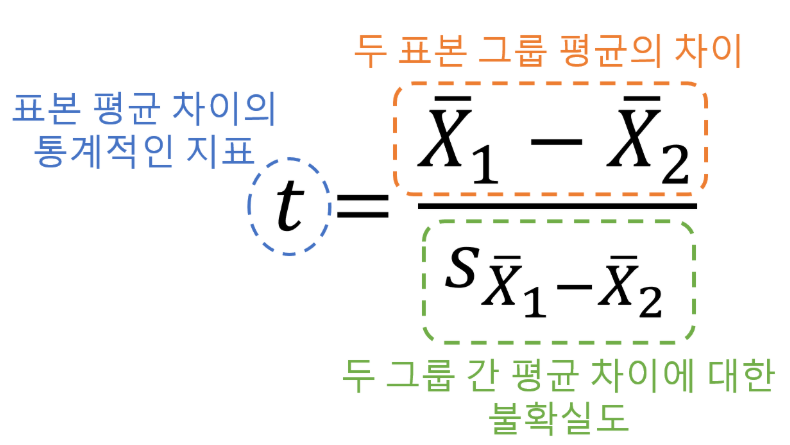 두 표본 그룹 평균의 차이
표본 평균 차이의
통계적인 지표
t = (X̄₁ − X̄₂) / s_{X̄₁−X̄₂}
두 그룹 간 평균 차이에 대한
불확실도